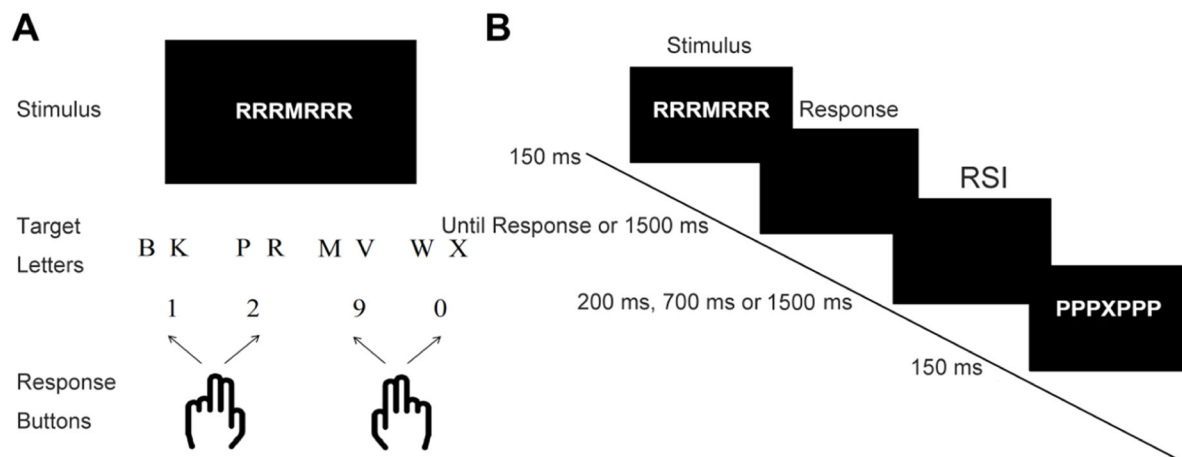 A
Stimulus
RRRMRRR
Target
Letters
B K P R M V W X
1 2 9 0
Response
Buttons
B
Stimulus
RRRMRRR
Response
150 ms
RSI
Until Response or 1500 ms
200 ms, 700 ms or 1500 ms
PPPXPPP
150 ms